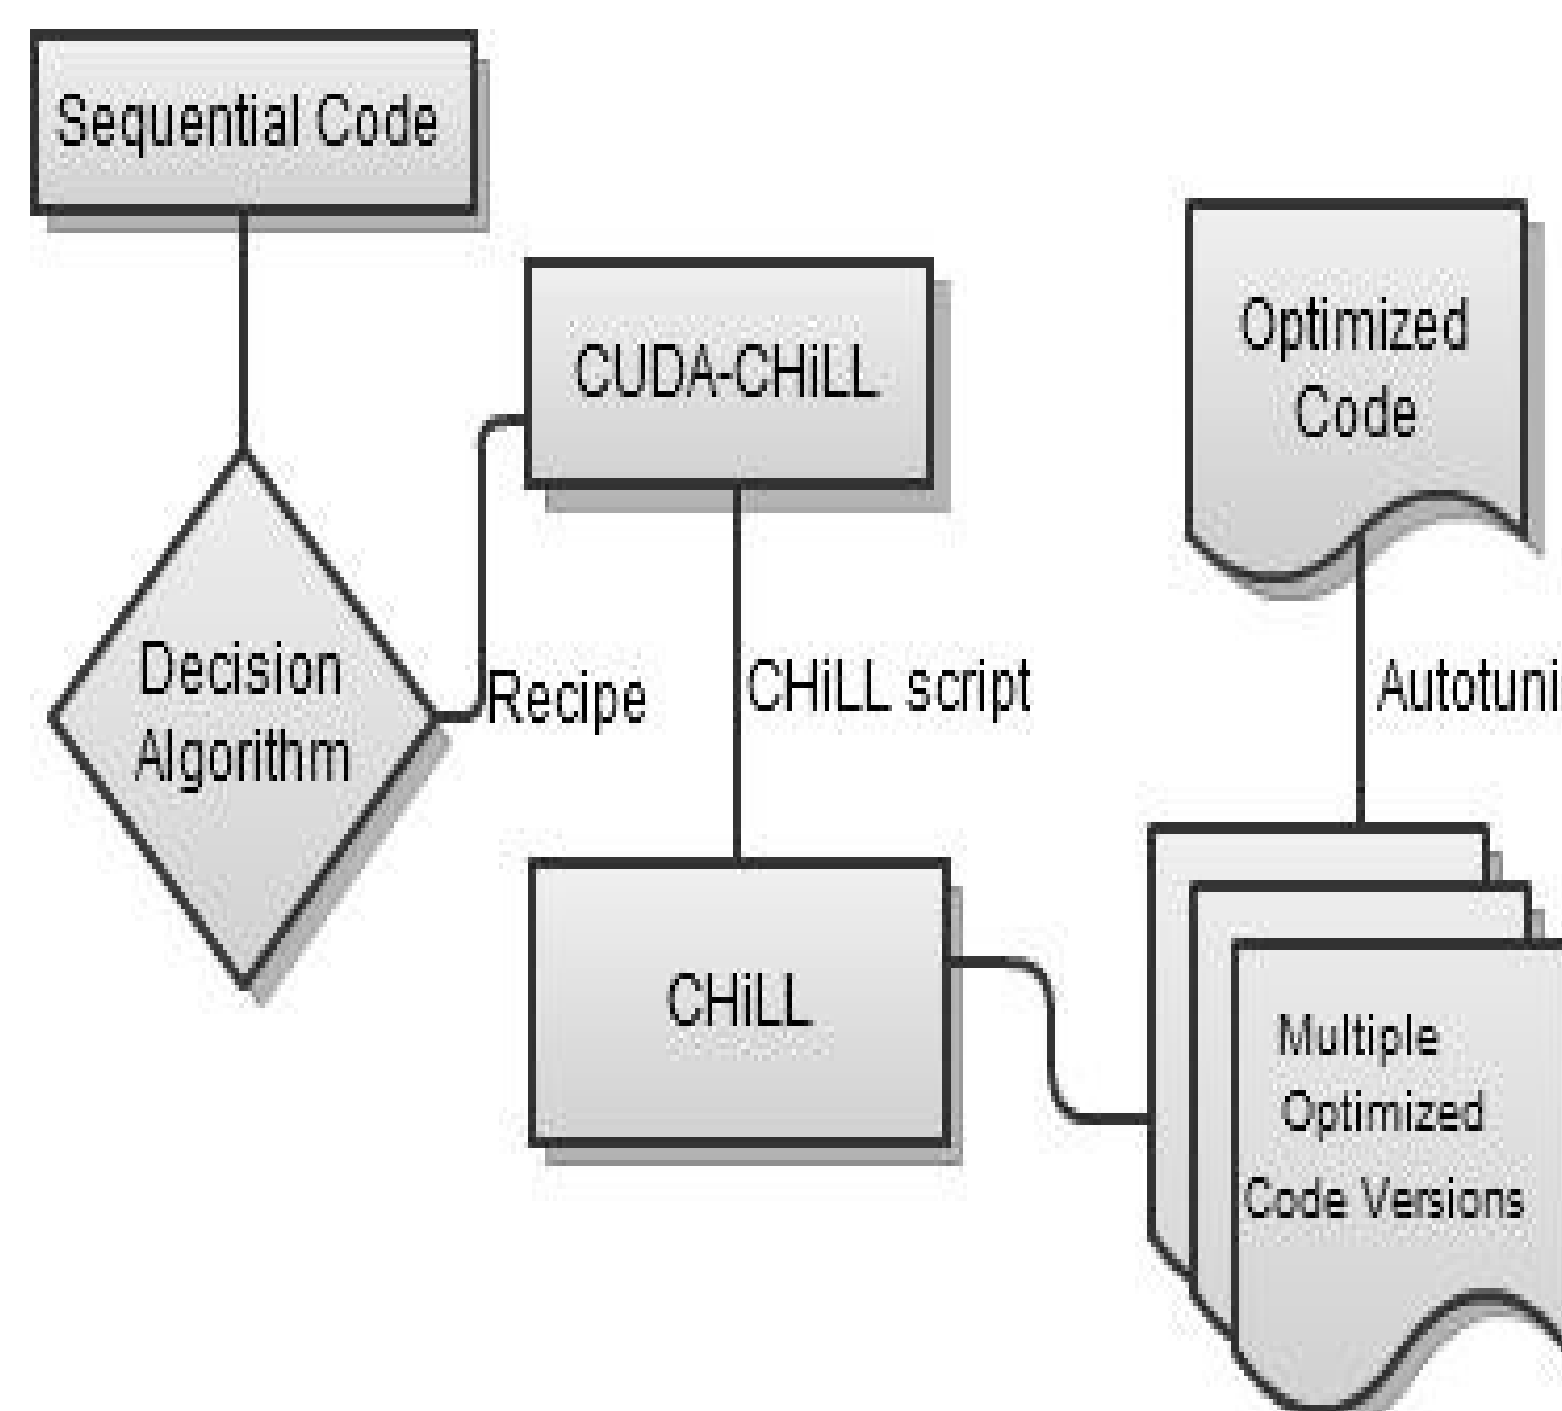 Sequential Code
CUDA-CHiLL
Optimized
Code
Decision
Algorithm
Recipe
CHiLL script
CHiLL
Multiple
Optimized
Code Versions